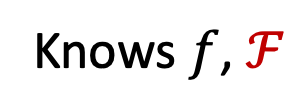 Knows 𝑓, ℱ